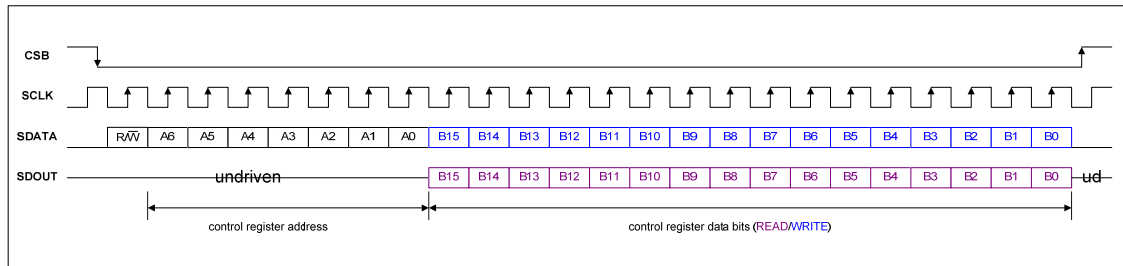 CSB
SCLK
SDATA R/W̅ A6 A5 A4 A3 A2 A1 A0 B15 B14 B13 B12 B11 B10 B9 B8 B7 B6 B5 B4 B3 B2 B1 B0
SDOUT undriven B15 B14 B13 B12 B11 B10 B9 B8 B7 B6 B5 B4 B3 B2 B1 B0 ud
control register address control register data bits (READ/WRITE)